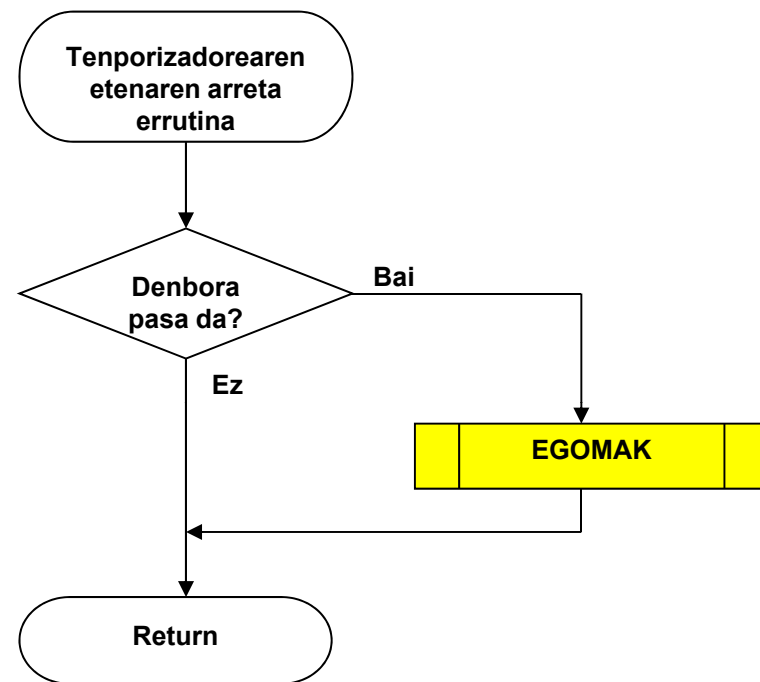 Tenporizadorearen
etenaren arreta
errutina
Denbora
pasa da?
Bai
Ez
EGOMAK
Return